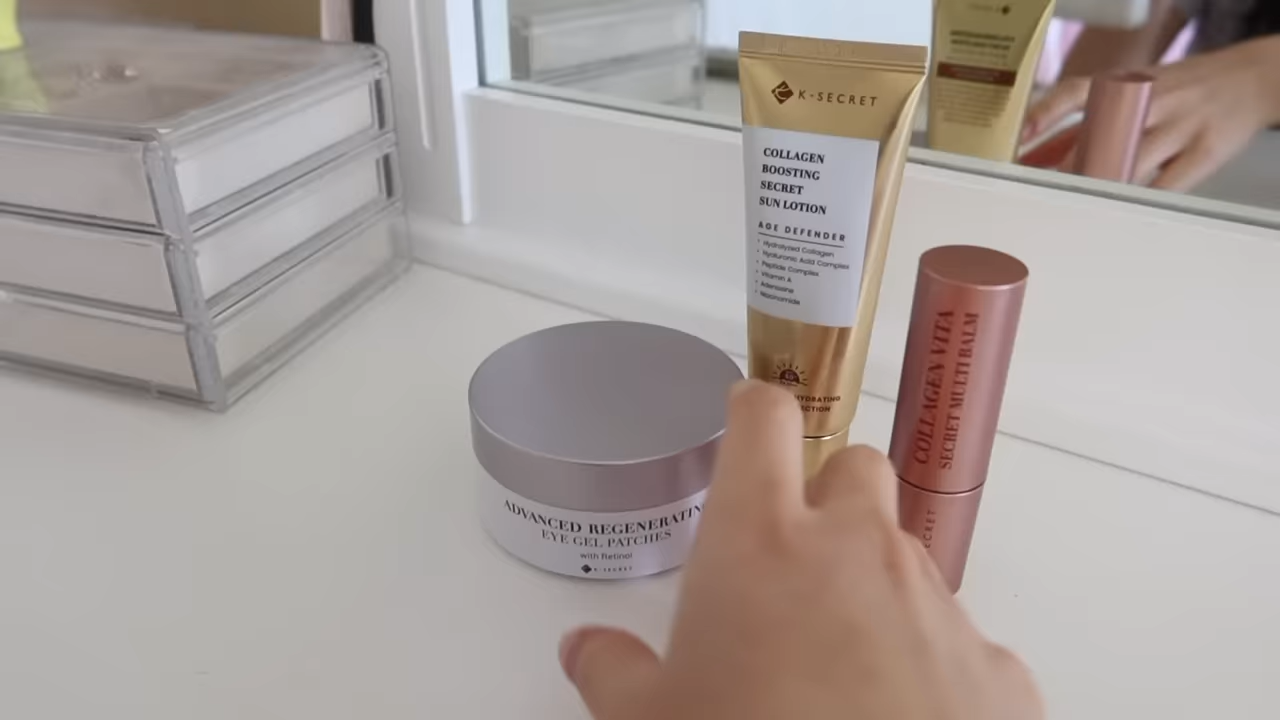 K-SECRET
COLLAGEN
BOOSTING
SECRET
SUN LOTION
AGE DEFENDER
• Hydrolyzed Collagen
• Hyaluronic Acid Complex
• Peptide Complex
• Vitamin A
• Adenosine
• Niacinamide
HYDRATING
COLLAGEN VITA
SECRET MULTI BALM
SECRET
ADVANCED REGENERATIN
EYE GEL PATCHES
with Retinol
K-SECRET